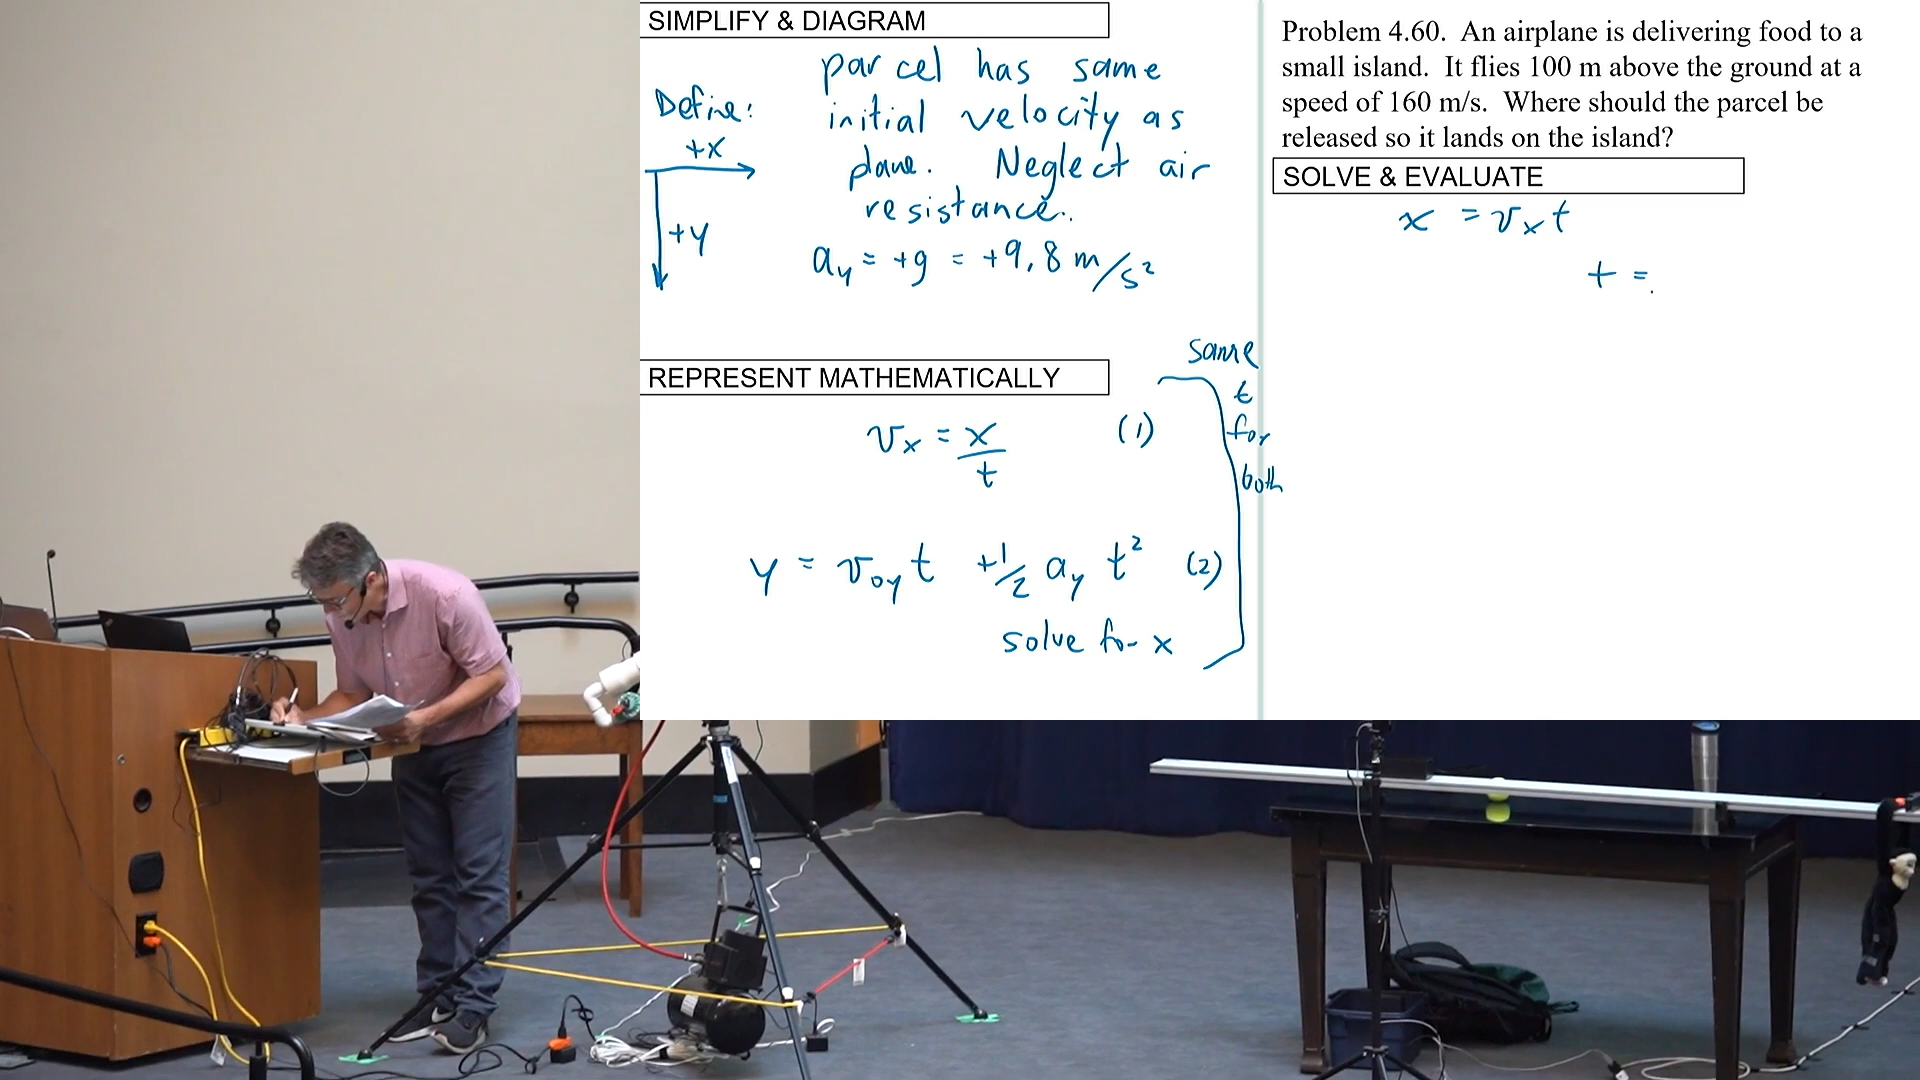 SIMPLIFY & DIAGRAM
parcel has same
Define:
initial velocity as
+x
plane. Neglect air
resistance.
+y
ay = +g = +9,8 m/s²
REPRESENT MATHEMATICALLY
same
t
for
both
vx = x/t (1)
y = v0y t +1/2 ay t² (2)
solve for x
Problem 4.60. An airplane is delivering food to a
small island. It flies 100 m above the ground at a
speed of 160 m/s. Where should the parcel be
released so it lands on the island?
SOLVE & EVALUATE
x = vx t
t =